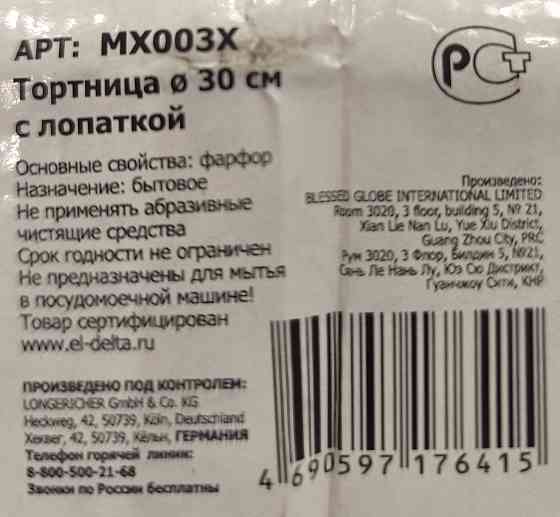 АРТ: MX003X
Тортница ø 30 см
с лопаткой
Основные свойства: фарфор
Назначение: бытовое
Не применять абразивные
чистящие средства
Срок годности не ограничен
Не предназначены для мытья
в посудомоечной машине!
Товар сертифицирован
www.el-delta.ru
ПРОИЗВЕДЕНО ПОД КОНТРОЛЕМ:
LONGERICHER GmbH & Co. KG
Heckweg, 42, 50739, Köln, Deutschland
Хеквег, 42, 50739, Кёльн, ГЕРМАНИЯ
Телефон горячей линии:
8-800-500-21-68
Звонки по России бесплатны
РСТ
Произведено:
BLESSED GLOBE INTERNATIONAL LIMITED
Room 3020, 3 floor, building 5, № 21,
Xian Lie Nan Lu, Yue Xiu District,
Guang Zhou City, PRC
Рум 3020, 3 Флор, Билдин 5, №21,
Сянь Ле Нань Лу, Юэ Сю Дистрикт,
Гуанчжоу Сити, КНР
4 690597 176415